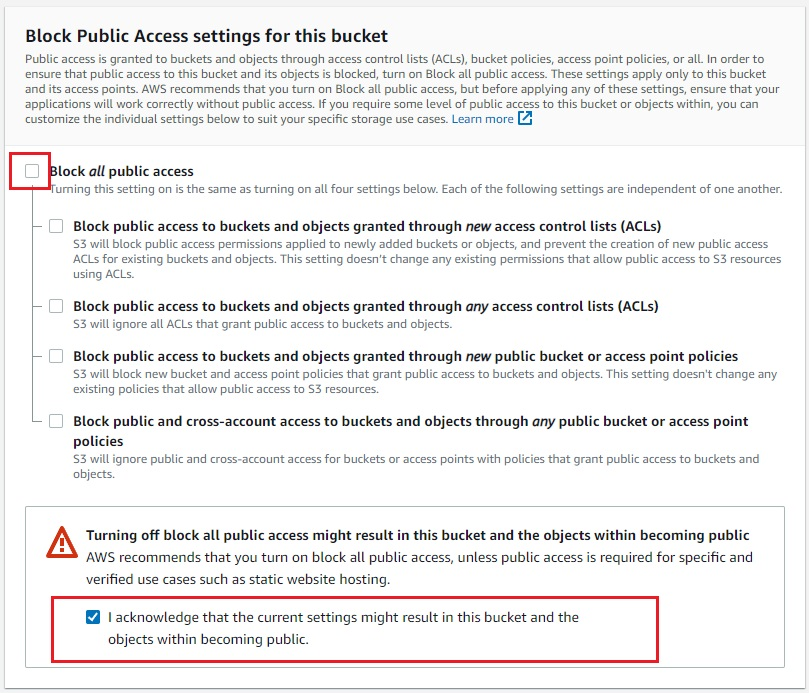 Block Public Access settings for this bucket
Public access is granted to buckets and objects through access control lists (ACLs), bucket policies, access point policies, or all. In order to
ensure that public access to this bucket and its objects is blocked, turn on Block all public access. These settings apply only to this bucket
and its access points. AWS recommends that you turn on Block all public access, but before applying any of these settings, ensure that your
applications will work correctly without public access. If you require some level of public access to this bucket or objects within, you can
customize the individual settings below to suit your specific storage use cases. Learn more
Block all public access
Turning this setting on is the same as turning on all four settings below. Each of the following settings are independent of one another.
Block public access to buckets and objects granted through new access control lists (ACLs)
S3 will block public access permissions applied to newly added buckets or objects, and prevent the creation of new public access
ACLs for existing buckets and objects. This setting doesn't change any existing permissions that allow public access to S3 resources
using ACLs.
Block public access to buckets and objects granted through any access control lists (ACLs)
S3 will ignore all ACLs that grant public access to buckets and objects.
Block public access to buckets and objects granted through new public bucket or access point policies
S3 will block new bucket and access point policies that grant public access to buckets and objects. This setting doesn't change any
existing policies that allow public access to S3 resources.
Block public and cross-account access to buckets and objects through any public bucket or access point
policies
S3 will ignore public and cross-account access for buckets or access points with policies that grant public access to buckets and
objects.
Turning off block all public access might result in this bucket and the objects within becoming public
AWS recommends that you turn on block all public access, unless public access is required for specific and
verified use cases such as static website hosting.
I acknowledge that the current settings might result in this bucket and the
objects within becoming public.